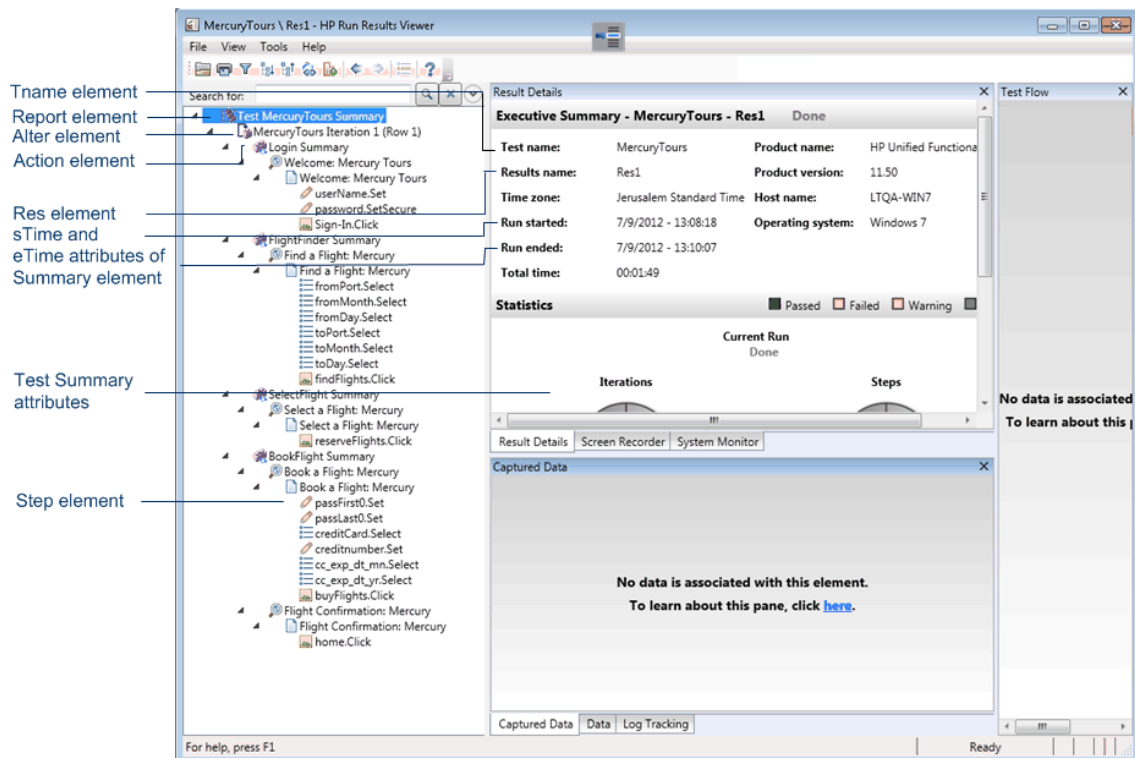 MercuryTours \ Res1 - HP Run Results Viewer
File View Tools Help
Search for:
Tname element
Report element
Alter element
Action element
Res element
sTime and
eTime attributes of
Summary element
Test Summary
attributes
Step element
Test MercuryTours Summary
MercuryTours Iteration 1 (Row 1)
Login Summary
Welcome: Mercury Tours
Welcome: Mercury Tours
userName.Set
password.SetSecure
Sign-In.Click
FlightFinder Summary
Find a Flight: Mercury
Find a Flight: Mercury
fromPort.Select
fromMonth.Select
fromDay.Select
toPort.Select
toMonth.Select
toDay.Select
findFlights.Click
SelectFlight Summary
Select a Flight: Mercury
Select a Flight: Mercury
reserveFlights.Click
BookFlight Summary
Book a Flight: Mercury
Book a Flight: Mercury
passFirst0.Set
passLast0.Set
creditCard.Select
creditnumber.Set
cc_exp_dt_mn.Select
cc_exp_dt_yr.Select
buyFlights.Click
Flight Confirmation: Mercury
Flight Confirmation: Mercury
home.Click
Result Details
Executive Summary - MercuryTours - Res1 Done
Test name: MercuryTours Product name: HP Unified Functiona
Results name: Res1 Product version: 11.50
Time zone: Jerusalem Standard Time Host name: LTQA-WIN7
Run started: 7/9/2012 - 13:08:18 Operating system: Windows 7
Run ended: 7/9/2012 - 13:10:07
Total time: 00:01:49
Statistics Passed Failed Warning
Current Run
Done
Iterations Steps
Result Details Screen Recorder System Monitor
Captured Data
No data is associated with this element.
To learn about this pane, click here.
Captured Data Data Log Tracking
Test Flow
No data is associated
To learn about this
For help, press F1
Ready